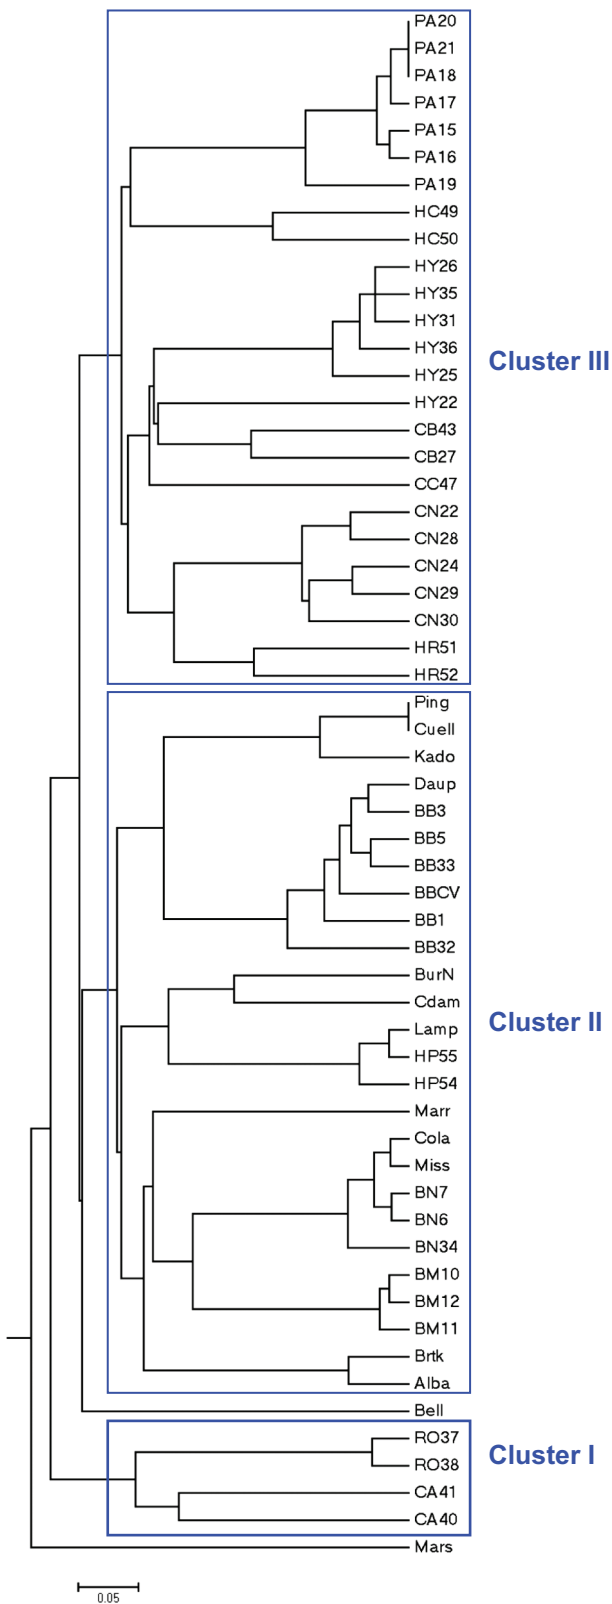 PA20
PA21
PA18
PA17
PA15
PA16
PA19
HC49
HC50
HY26
HY35
HY31
HY36
Cluster III
HY25
HY22
CB43
CB27
CC47
CN22
CN28
CN24
CN29
CN30
HR51
HR52
Ping
Cuell
Kado
Daup
BB3
BB5
BB33
BBCV
BB1
BB32
BurN
Cdam
Cluster II
Lamp
HP55
HP54
Marr
Cola
Miss
BN7
BN6
BN34
BM10
BM12
BM11
Brtk
Alba
Bell
RO37
Cluster I
RO38
CA41
CA40
Mars
0.05